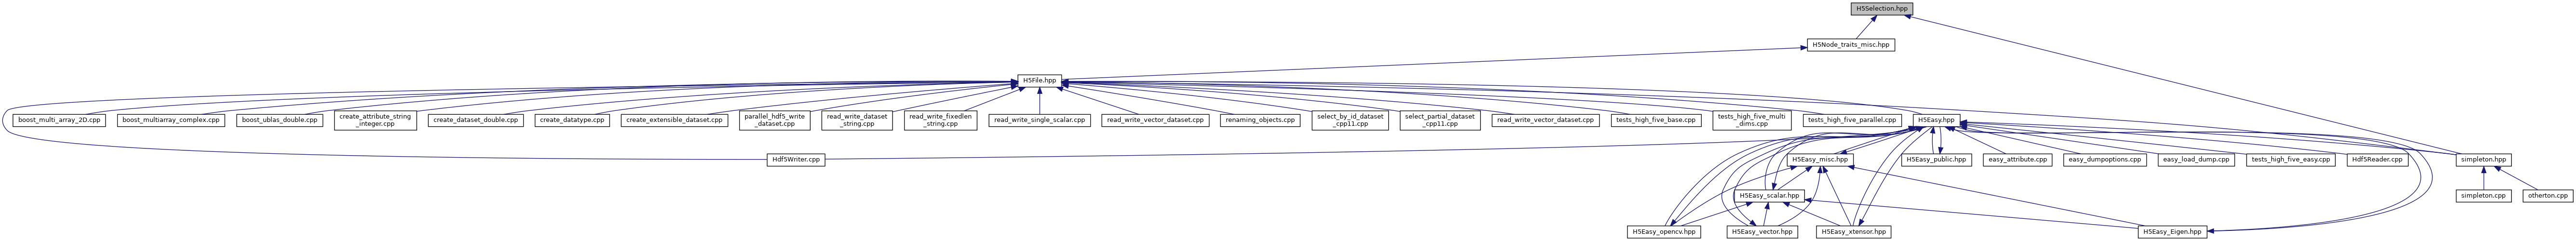 H5Selection.hpp
H5Node_traits_misc.hpp
H5File.hpp
boost_multi_array_2D.cpp
boost_multiarray_complex.cpp
boost_ublas_double.cpp
create_attribute_string
_integer.cpp
create_dataset_double.cpp
create_datatype.cpp
create_extensible_dataset.cpp
parallel_hdf5_write
_dataset.cpp
read_write_dataset
_string.cpp
read_write_fixedlen
_string.cpp
read_write_single_scalar.cpp
read_write_vector_dataset.cpp
renaming_objects.cpp
select_by_id_dataset
_cpp11.cpp
select_partial_dataset
_cpp11.cpp
read_write_vector_dataset.cpp
tests_high_five_base.cpp
tests_high_five_multi
_dims.cpp
tests_high_five_parallel.cpp
H5Easy.hpp
Hdf5Writer.cpp
H5Easy_misc.hpp
H5Easy_public.hpp
easy_attribute.cpp
easy_dumpoptions.cpp
easy_load_dump.cpp
tests_high_five_easy.cpp
Hdf5Reader.cpp
simpleton.hpp
H5Easy_scalar.hpp
simpleton.cpp
otherton.cpp
H5Easy_opencv.hpp
H5Easy_vector.hpp
H5Easy_xtensor.hpp
H5Easy_Eigen.hpp